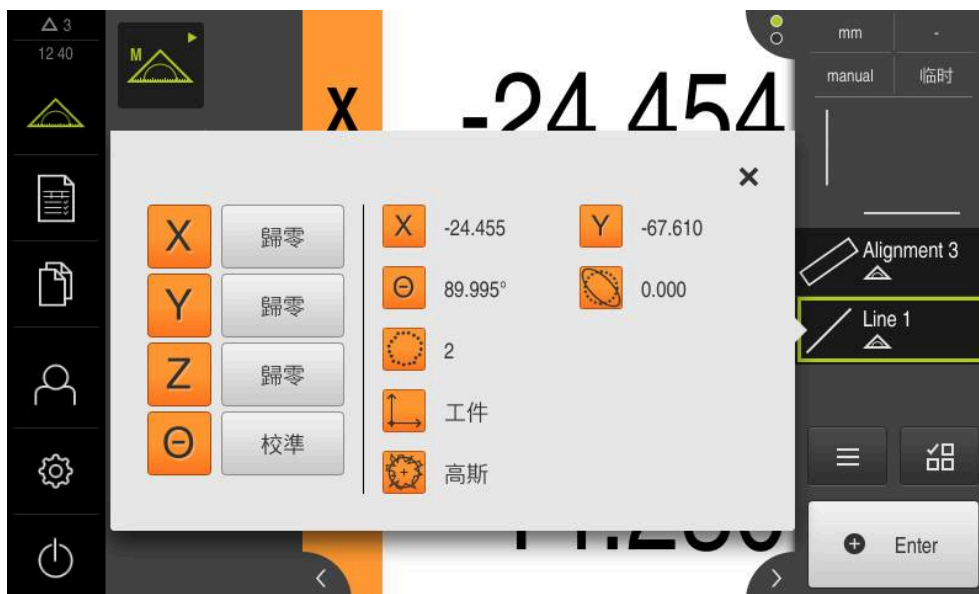 3
12 40
M
X
-24.454
mm
-
manual
临时
X 歸零
Y 歸零
Z 歸零
Θ 校準
X -24.455
Y -67.610
Θ 89.995°
0.000
2
工件
高斯
Alignment 3
Line 1
Enter